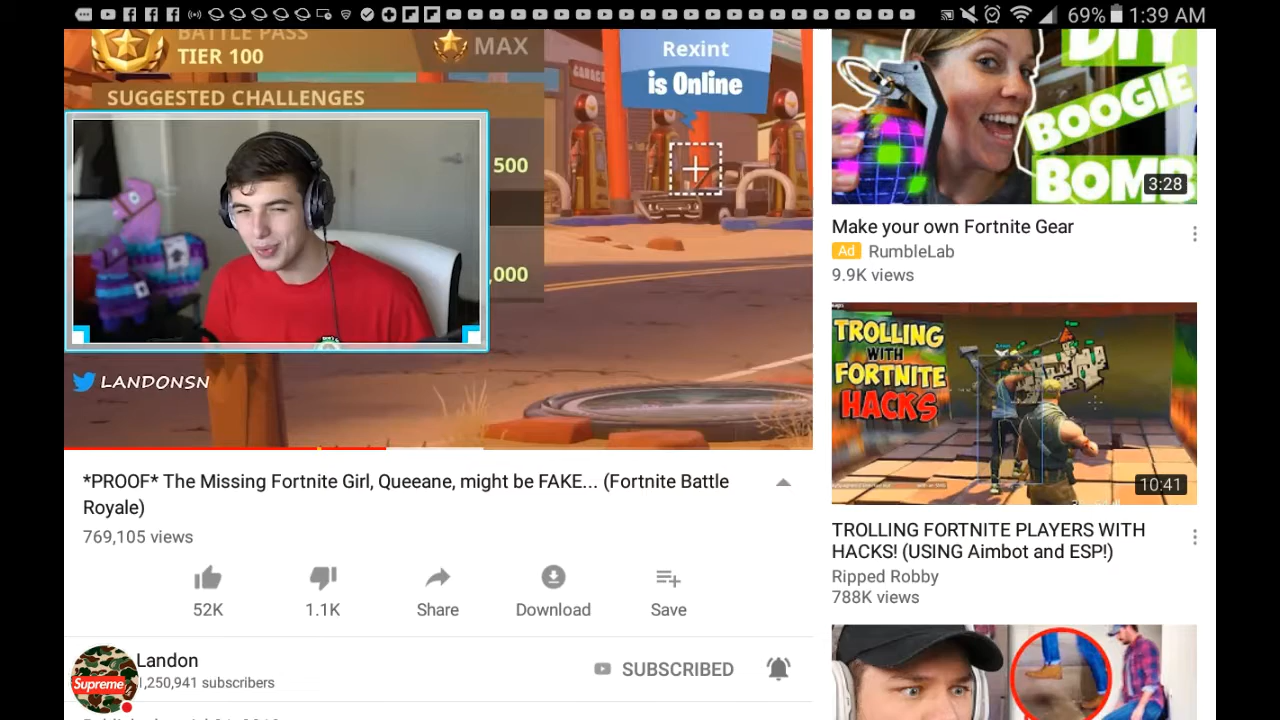 69% 1:39 AM
BATTLE PASS
TIER 100
MAX
SUGGESTED CHALLENGES
500
,000
Rexint
is Online
LANDONSN
*PROOF* The Missing Fortnite Girl, Queeane, might be FAKE... (Fortnite Battle
Royale)
769,105 views
52K
1.1K
Share
Download
Save
Supreme
Landon
1,250,941 subscribers
SUBSCRIBED
DIY
BOOGIE
BOMB
3:28
Make your own Fortnite Gear
Ad RumbleLab
9.9K views
TROLLING
WITH
FORTNITE
HACKS
10:41
TROLLING FORTNITE PLAYERS WITH
HACKS! (USING Aimbot and ESP!)
Ripped Robby
788K views